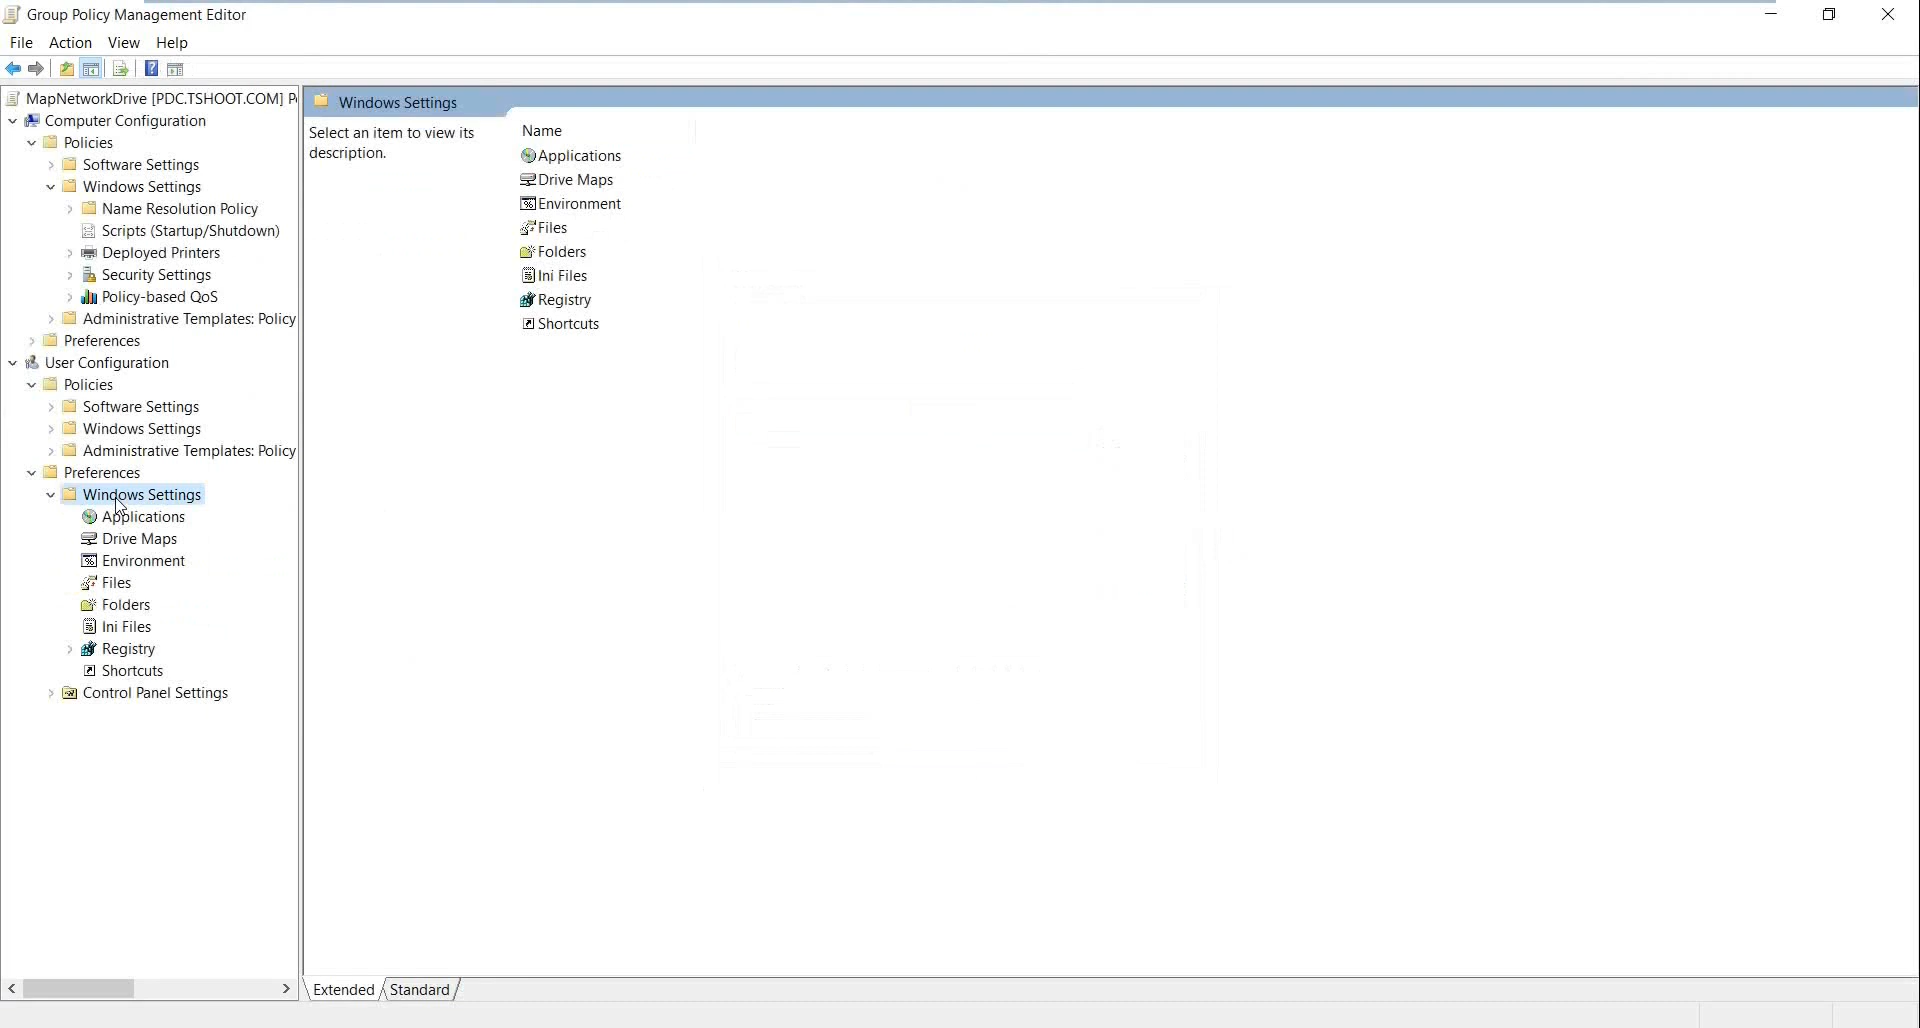 Group Policy Management Editor
File Action View Help
MapNetworkDrive [PDC.TSHOOT.COM]
Computer Configuration
Policies
Software Settings
Windows Settings
Name Resolution Policy
Scripts (Startup/Shutdown)
Deployed Printers
Security Settings
Policy-based QoS
Administrative Templates: Policy
Preferences
User Configuration
Policies
Software Settings
Windows Settings
Administrative Templates: Policy
Preferences
Windows Settings
Applications
Drive Maps
Environment
Files
Folders
Ini Files
Registry
Shortcuts
Control Panel Settings
Windows Settings
Select an item to view its
description.
Name
Applications
Drive Maps
Environment
Files
Folders
Ini Files
Registry
Shortcuts
Extended Standard